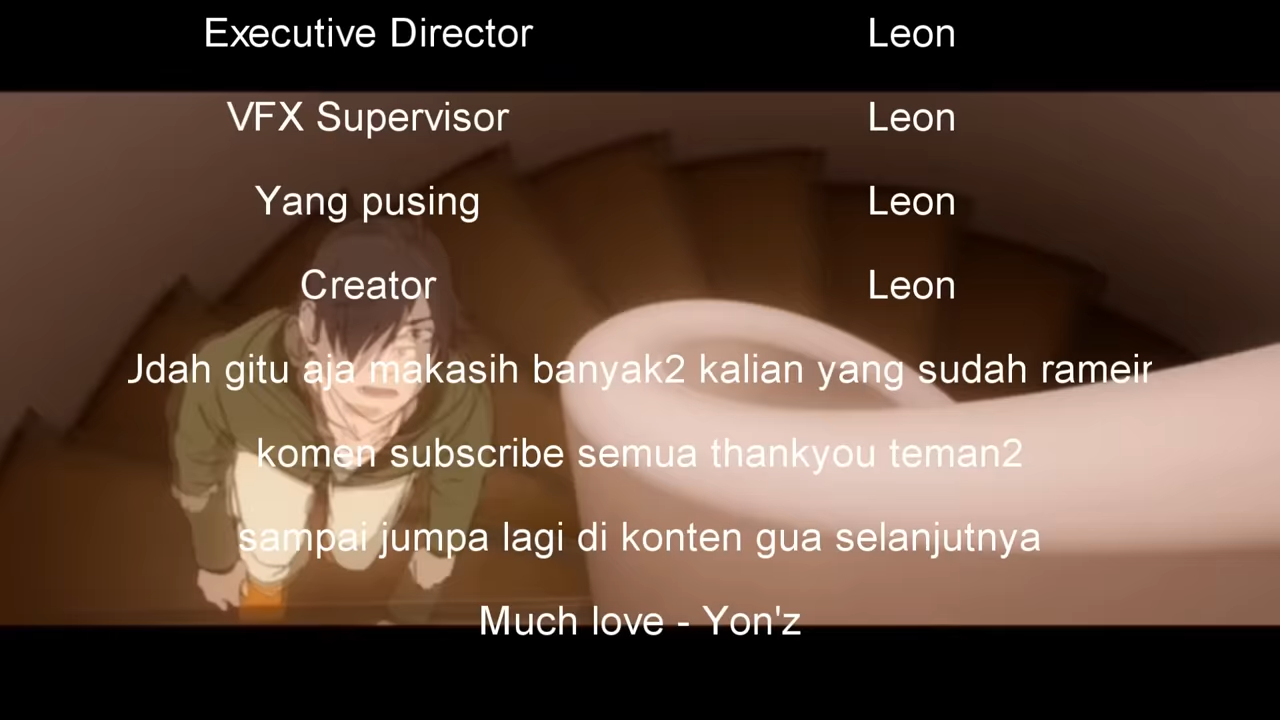 Executive Director Leon
VFX Supervisor Leon
Yang pusing Leon
Creator Leon
Jdah gitu aja makasih banyak2 kalian yang sudah rameir
komen subscribe semua thankyou teman2
sampai jumpa lagi di konten gua selanjutnya
Much love - Yon'z